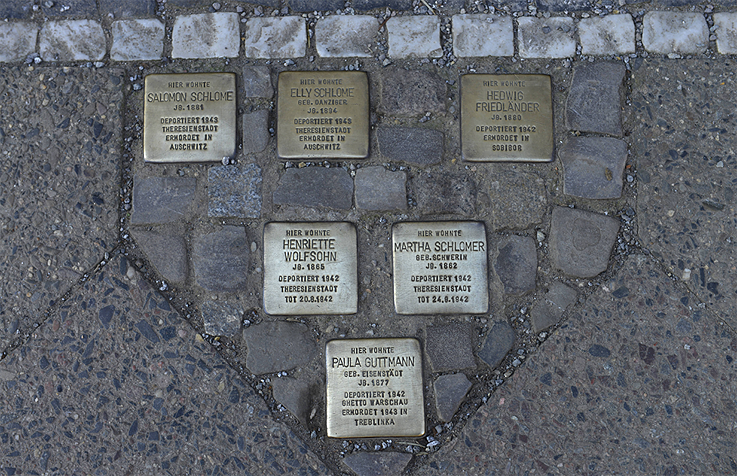 HIER WOHNTE
SALOMON SCHLOME
JG. 1881
DEPORTIERT 1943
THERESIENSTADT
ERMORDET IN
AUSCHWITZ
HIER WOHNTE
ELLY SCHLOME
GEB. DANZIGER
JG. 1894
DEPORTIERT 1943
THERESIENSTADT
ERMORDET IN
AUSCHWITZ
HIER WOHNTE
HEDWIG
FRIEDLÄNDER
JG. 1880
DEPORTIERT 1942
ERMORDET IN
SOBIBOR
HIER WOHNTE
HENRIETTE
WOLFSOHN
JG. 1865
DEPORTIERT 1942
THERESIENSTADT
TOT 20.8.1942
HIER WOHNTE
MARTHA SCHLOMER
GEB. SCHWERIN
JG. 1862
DEPORTIERT 1942
THERESIENSTADT
TOT 24.8.1942
HIER WOHNTE
PAULA GUTTMANN
GEB. EISENSTÄDT
JG. 1877
DEPORTIERT 1942
GHETTO WARSCHAU
ERMORDET 1943 IN
TREBLINKA